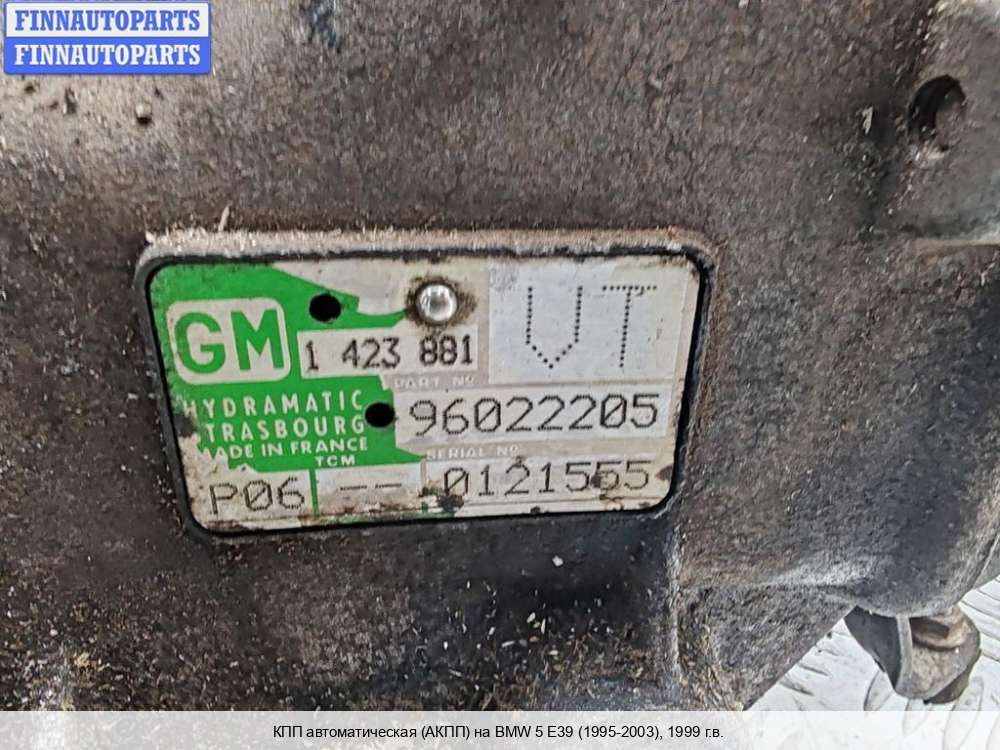 FINNAUTOPARTS
FINNAUTOPARTS
GM
1 423 881
VT
PART Nº
HYDRAMATIC
96022205
TRASBOURG
MADE IN FRANCE
SERIAL Nº
TCM
P06
--
0121555
КПП автоматическая (АКПП) на BMW 5 E39 (1995-2003), 1999 г.в.